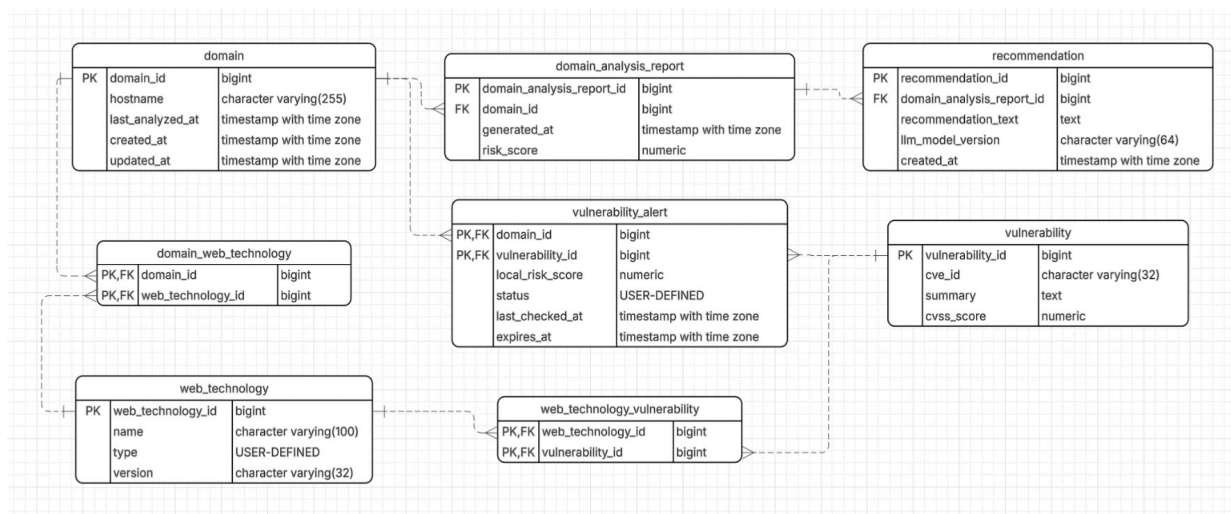 domain
PK domain_id bigint
hostname character varying(255)
last_analyzed_at timestamp with time zone
created_at timestamp with time zone
updated_at timestamp with time zone
domain_analysis_report
PK domain_analysis_report_id bigint
FK domain_id bigint
generated_at timestamp with time zone
risk_score numeric
recommendation
PK recommendation_id bigint
FK domain_analysis_report_id bigint
recommendation_text text
llm_model_version character varying(64)
created_at timestamp with time zone
vulnerability_alert
PK,FK domain_id bigint
PK,FK vulnerability_id bigint
local_risk_score numeric
status USER-DEFINED
last_checked_at timestamp with time zone
expires_at timestamp with time zone
vulnerability
PK vulnerability_id bigint
cve_id character varying(32)
summary text
cvss_score numeric
domain_web_technology
PK,FK domain_id bigint
PK,FK web_technology_id bigint
web_technology
PK web_technology_id bigint
name character varying(100)
type USER-DEFINED
version character varying(32)
web_technology_vulnerability
PK,FK web_technology_id bigint
PK,FK vulnerability_id bigint